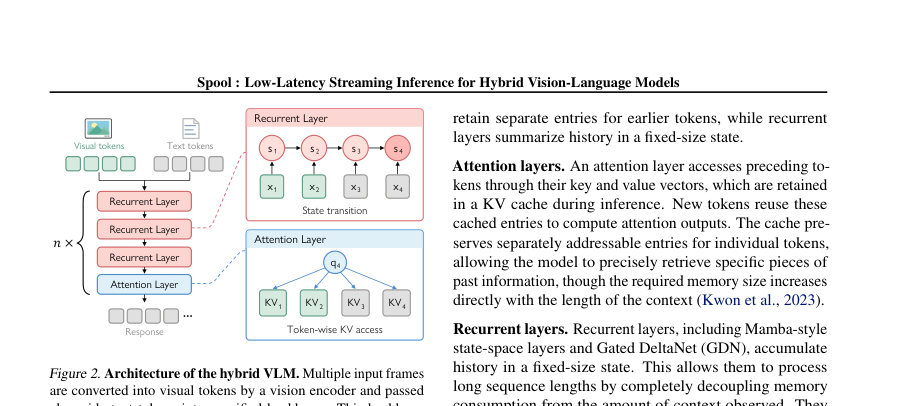 Spool : Low-Latency Streaming Inference for Hybrid Vision-Language Models
Visual tokens
Text tokens
Recurrent Layer
Recurrent Layer
n ×
Recurrent Layer
Attention Layer
...
Response
Recurrent Layer
s1 s2 s3 s4
x1 x2 x3 x4
State transition
Attention Layer
q4
KV1 KV2 KV3 KV4
Token-wise KV access
Figure 2. Architecture of the hybrid VLM. Multiple input frames
are converted into visual tokens by a vision encoder and passed
retain separate entries for earlier tokens, while recurrent
layers summarize history in a fixed-size state.
Attention layers. An attention layer accesses preceding to-
kens through their key and value vectors, which are retained
in a KV cache during inference. New tokens reuse these
cached entries to compute attention outputs. The cache pre-
serves separately addressable entries for individual tokens,
allowing the model to precisely retrieve specific pieces of
past information, though the required memory size increases
directly with the length of the context (Kwon et al., 2023).
Recurrent layers. Recurrent layers, including Mamba-style
state-space layers and Gated DeltaNet (GDN), accumulate
history in a fixed-size state. This allows them to process
long sequence lengths by completely decoupling memory
consumption from the amount of context observed. They